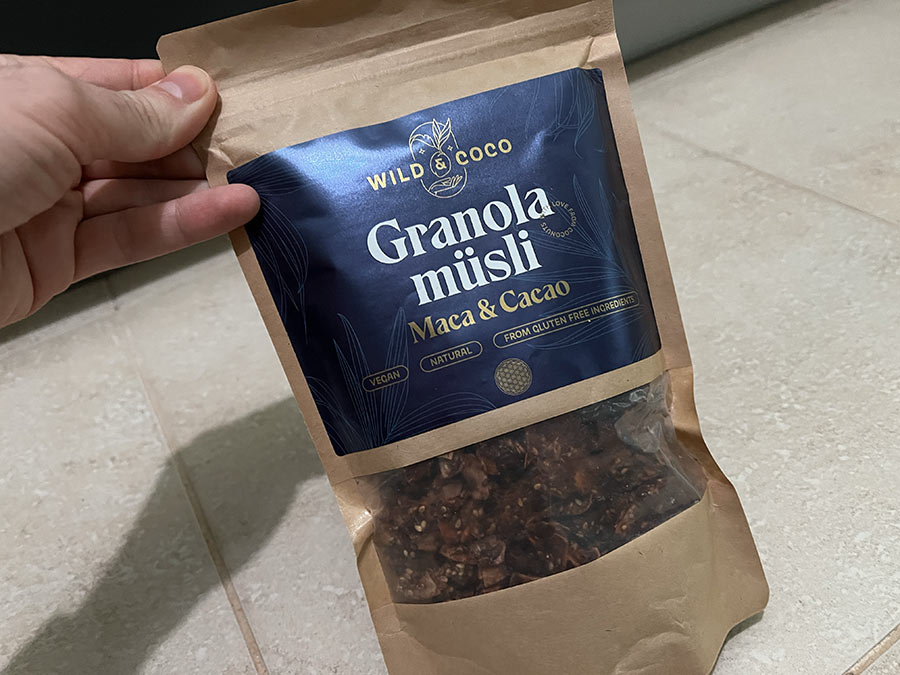 WILD & COCO
Granola
müsli
LOVE FROM COCONUTS
Maca & Cacao
VEGAN
NATURAL
FROM GLUTEN FREE INGREDIENTS